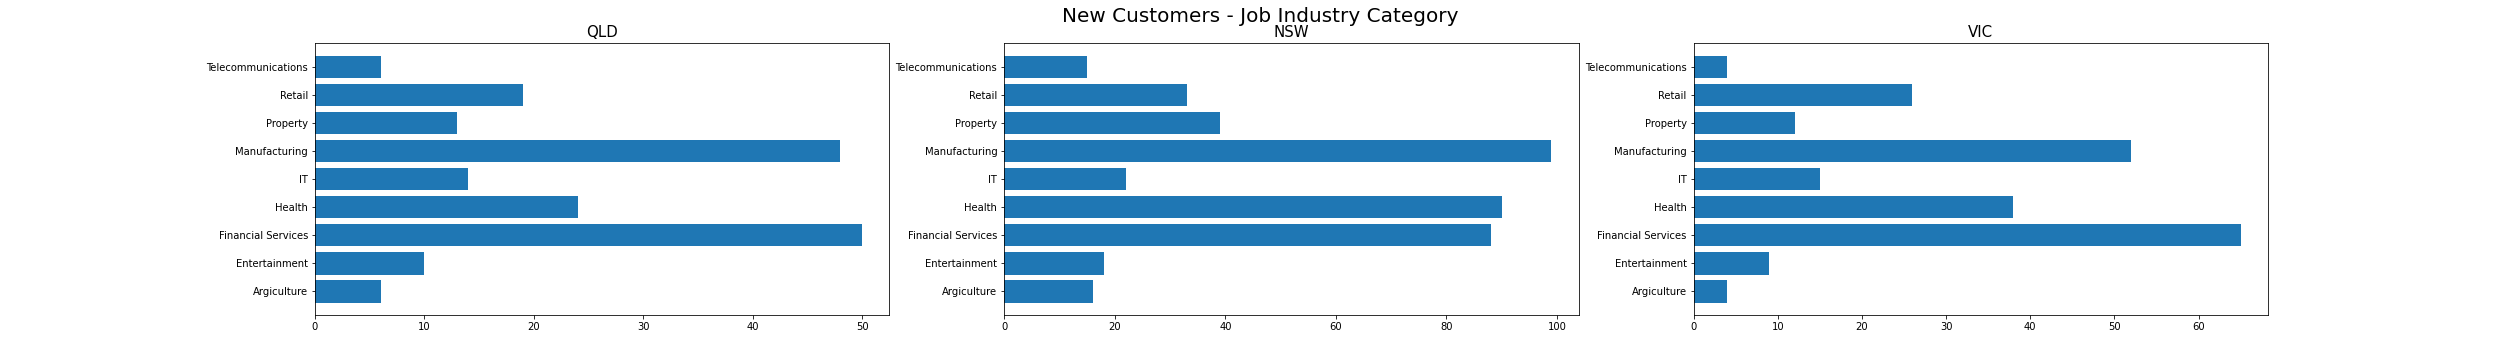 New Customers - Job Industry Category
QLD
Telecommunications
Retail
Property
Manufacturing
IT
Health
Financial Services
Entertainment
Argiculture
0 10 20 30 40 50
NSW
Telecommunications
Retail
Property
Manufacturing
IT
Health
Financial Services
Entertainment
Argiculture
0 20 40 60 80 100
VIC
Telecommunications
Retail
Property
Manufacturing
IT
Health
Financial Services
Entertainment
Argiculture
0 10 20 30 40 50 60